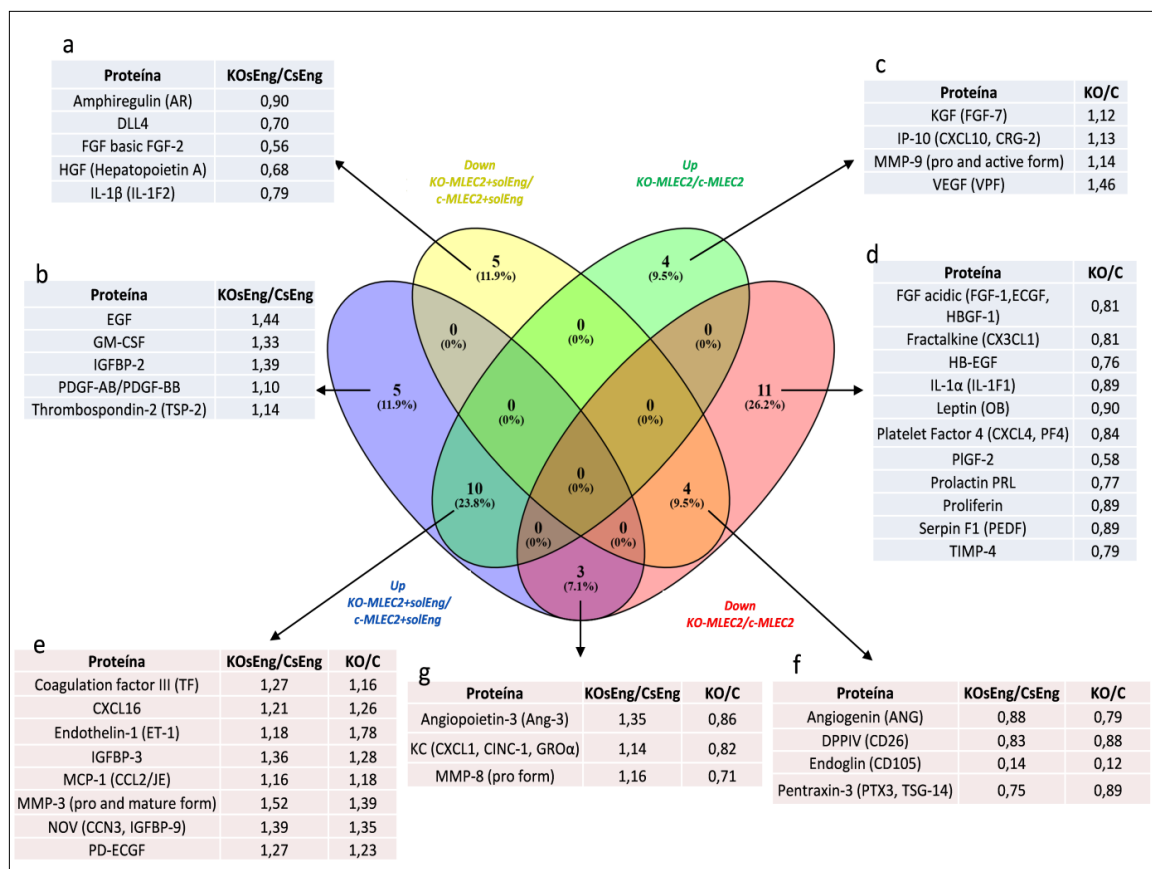 a
Proteína KOsEng/CsEng
Amphiregulin (AR) 0,90
DLL4 0,70
FGF basic FGF-2 0,56
HGF (Hepatopoietin A) 0,68
IL-1β (IL-1F2) 0,79
b
Proteína KOsEng/CsEng
EGF 1,44
GM-CSF 1,33
IGFBP-2 1,39
PDGF-AB/PDGF-BB 1,10
Thrombospondin-2 (TSP-2) 1,14
c
Proteína KO/C
KGF (FGF-7) 1,12
IP-10 (CXCL10, CRG-2) 1,13
MMP-9 (pro and active form) 1,14
VEGF (VPF) 1,46
d
Proteína KO/C
FGF acidic (FGF-1,ECGF,
HBGF-1) 0,81
Fractalkine (CX3CL1) 0,81
HB-EGF 0,76
IL-1α (IL-1F1) 0,89
Leptin (OB) 0,90
Platelet Factor 4 (CXCL4, PF4) 0,84
PlGF-2 0,58
Prolactin PRL 0,77
Proliferin 0,89
Serpin F1 (PEDF) 0,89
TIMP-4 0,79
Down
KO-MLEC2+solEng/
c-MLEC2+solEng
Up
KO-MLEC2/c-MLEC2
5
(11.9%)
4
(9.5%)
0
(0%)
0
(0%)
0
(0%)
5
(11.9%)
11
(26.2%)
0
(0%)
0
(0%)
0
(0%)
10
(23.8%)
4
(9.5%)
0
(0%)
0
(0%)
3
(7.1%)
Up
KO-MLEC2+solEng/
c-MLEC2+solEng
Down
KO-MLEC2/c-MLEC2
e
Proteína KOsEng/CsEng KO/C
Coagulation factor III (TF) 1,27 1,16
CXCL16 1,21 1,26
Endothelin-1 (ET-1) 1,18 1,78
IGFBP-3 1,36 1,28
MCP-1 (CCL2/JE) 1,16 1,18
MMP-3 (pro and mature form) 1,52 1,39
NOV (CCN3, IGFBP-9) 1,39 1,35
PD-ECGF 1,27 1,23
g
Proteína KOsEng/CsEng KO/C
Angiopoietin-3 (Ang-3) 1,35 0,86
KC (CXCL1, CINC-1, GROα) 1,14 0,82
MMP-8 (pro form) 1,16 0,71
f
Proteína KOsEng/CsEng KO/C
Angiogenin (ANG) 0,88 0,79
DPPIV (CD26) 0,83 0,88
Endoglin (CD105) 0,14 0,12
Pentraxin-3 (PTX3, TSG-14) 0,75 0,89